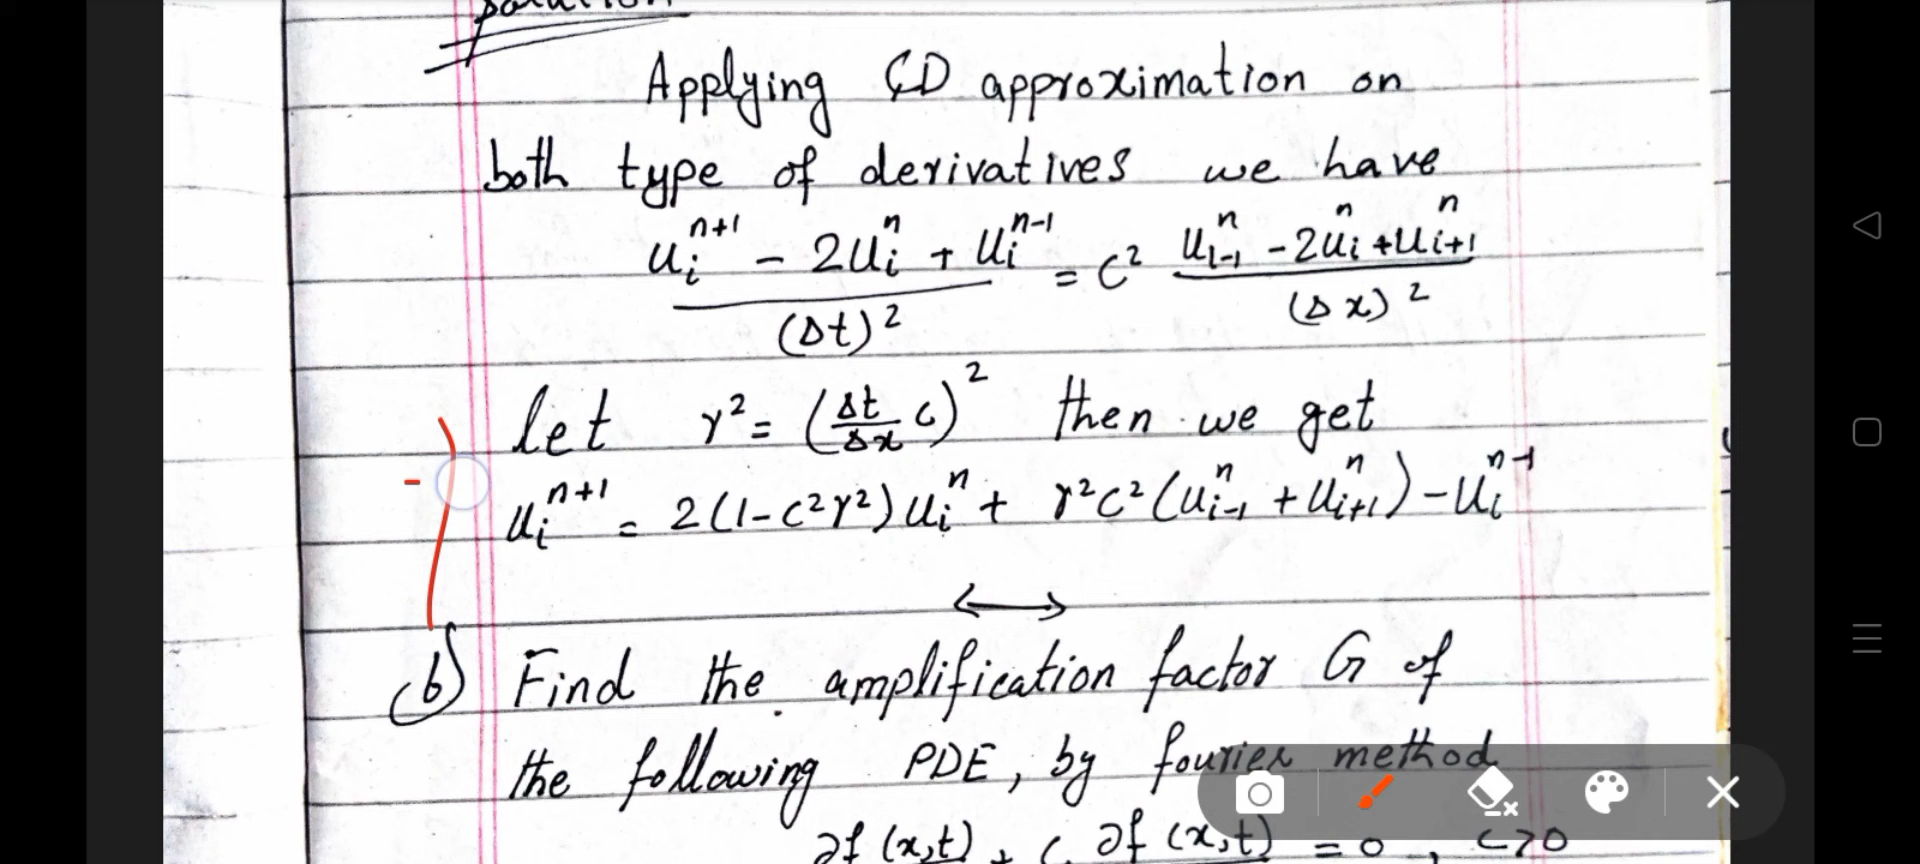 solution
Applying CD approximation on
both type of derivatives we have
u_i^{n+1} - 2u_i^n + u_i^{n-1} / (Δt)^2 = c^2 u_{i-1}^n - 2u_i^n + u_{i+1}^n / (Δx)^2
let r^2 = (Δt/Δx c)^2 then we get
u_i^{n+1} = 2(1-c^2r^2)u_i^n + r^2c^2(u_{i-1}^n + u_{i+1}^n) - u_i^{n-1}
(b) Find the amplification factor G of
the following PDE, by fourier method
∂f(x,t) + c ∂f(x,t) = 0, c>0